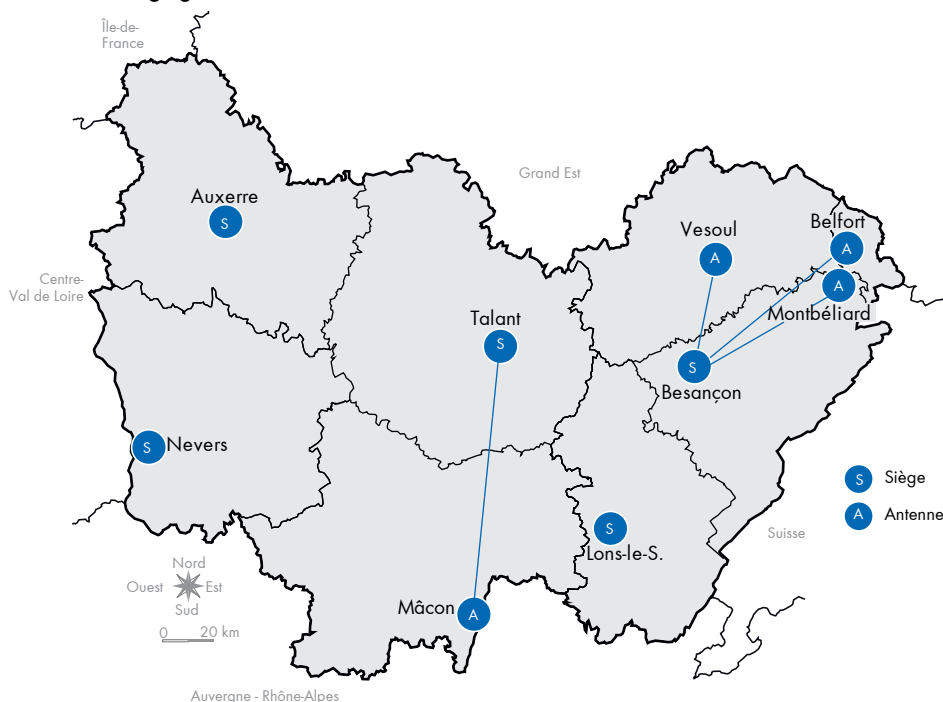 Île-de-
France
Grand Est
Auxerre
S
Vesoul
A
Belfort
A
A
Montbéliard
Centre-
Val de Loire
Talant
S
S
Besançon
S Nevers
S Siège
A Antenne
S
Lons-le-S.
Suisse
Nord
Ouest Est
Sud
0 20 km
Mâcon A
Auvergne - Rhône-Alpes